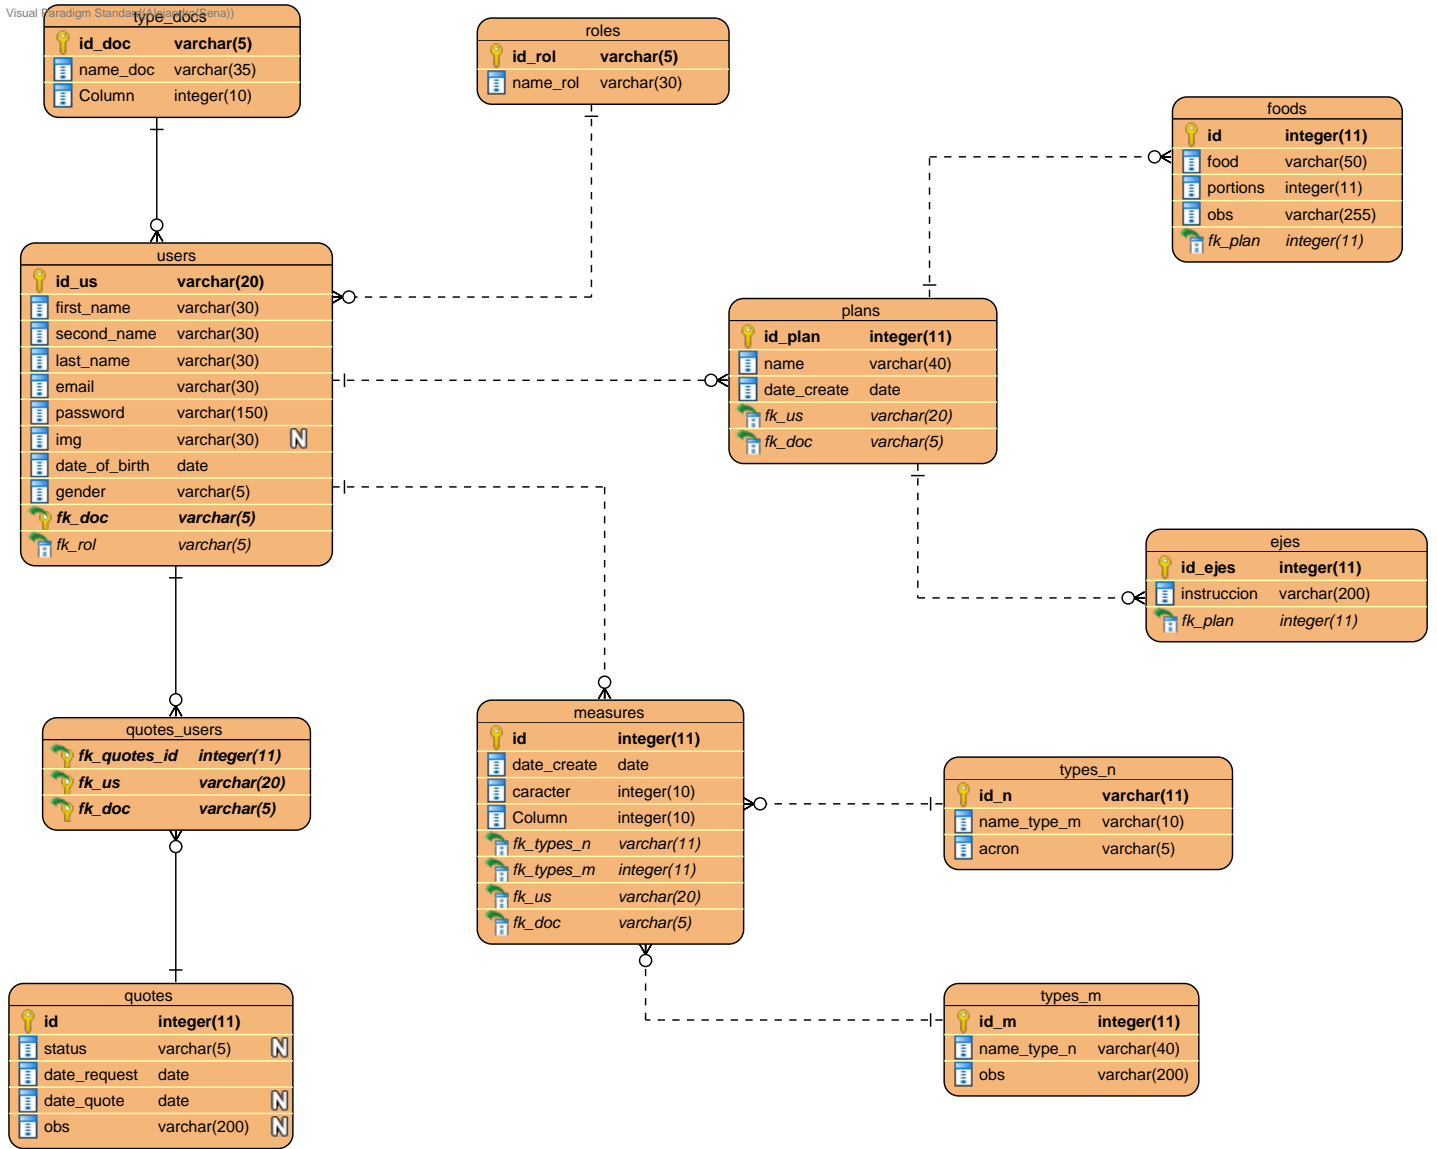 Visual Paradigm Standard(Alejandro(Sena))
type_docs
id_doc varchar(5)
name_doc varchar(35)
Column integer(10)
roles
id_rol varchar(5)
name_rol varchar(30)
foods
id integer(11)
food varchar(50)
portions integer(11)
obs varchar(255)
fk_plan integer(11)
users
id_us varchar(20)
first_name varchar(30)
second_name varchar(30)
last_name varchar(30)
email varchar(30)
password varchar(150)
img varchar(30) N
date_of_birth date
gender varchar(5)
fk_doc varchar(5)
fk_rol varchar(5)
plans
id_plan integer(11)
name varchar(40)
date_create date
fk_us varchar(20)
fk_doc varchar(5)
ejes
id_ejes integer(11)
instruccion varchar(200)
fk_plan integer(11)
quotes_users
fk_quotes_id integer(11)
fk_us varchar(20)
fk_doc varchar(5)
measures
id integer(11)
date_create date
caracter integer(10)
Column integer(10)
fk_types_n varchar(11)
fk_types_m integer(11)
fk_us varchar(20)
fk_doc varchar(5)
types_n
id_n varchar(11)
name_type_m varchar(10)
acron varchar(5)
quotes
id integer(11)
status varchar(5) N
date_request date
date_quote date N
obs varchar(200) N
types_m
id_m integer(11)
name_type_n varchar(40)
obs varchar(200)